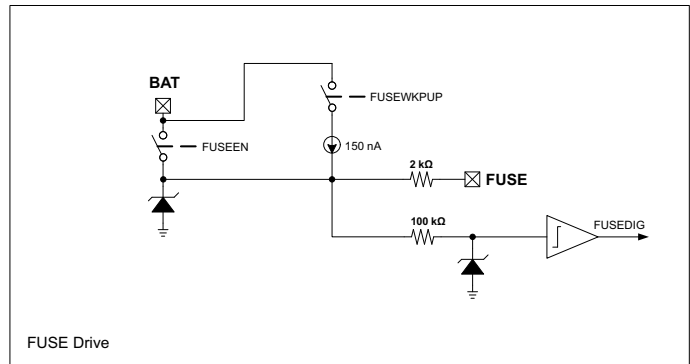 BAT
FUSEWKPUP
FUSEEN
150 nA
2 kΩ
FUSE
100 kΩ
FUSEDIG
FUSE Drive